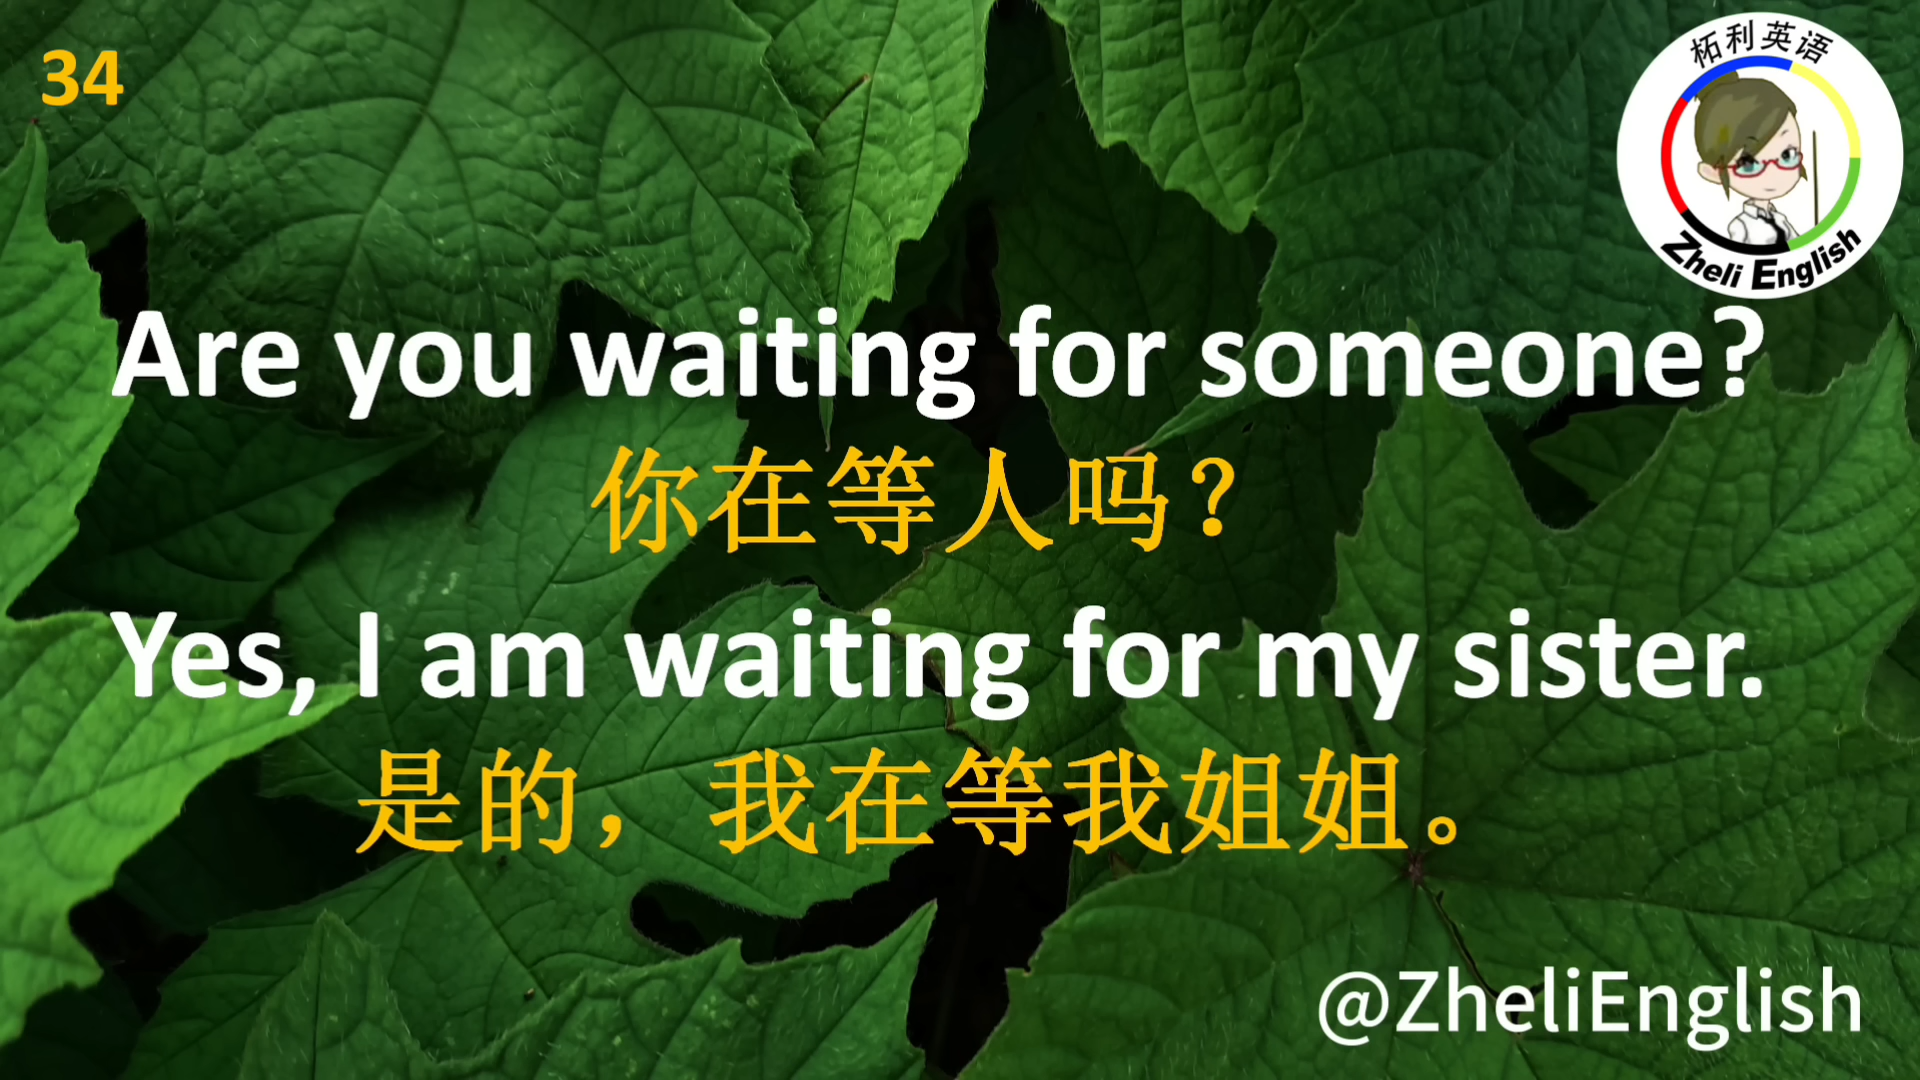 34
柘利英语
Zheli English
Are you waiting for someone?
你在等人吗？
Yes, I am waiting for my sister.
是的，我在等我姐姐。
@ZheliEnglish